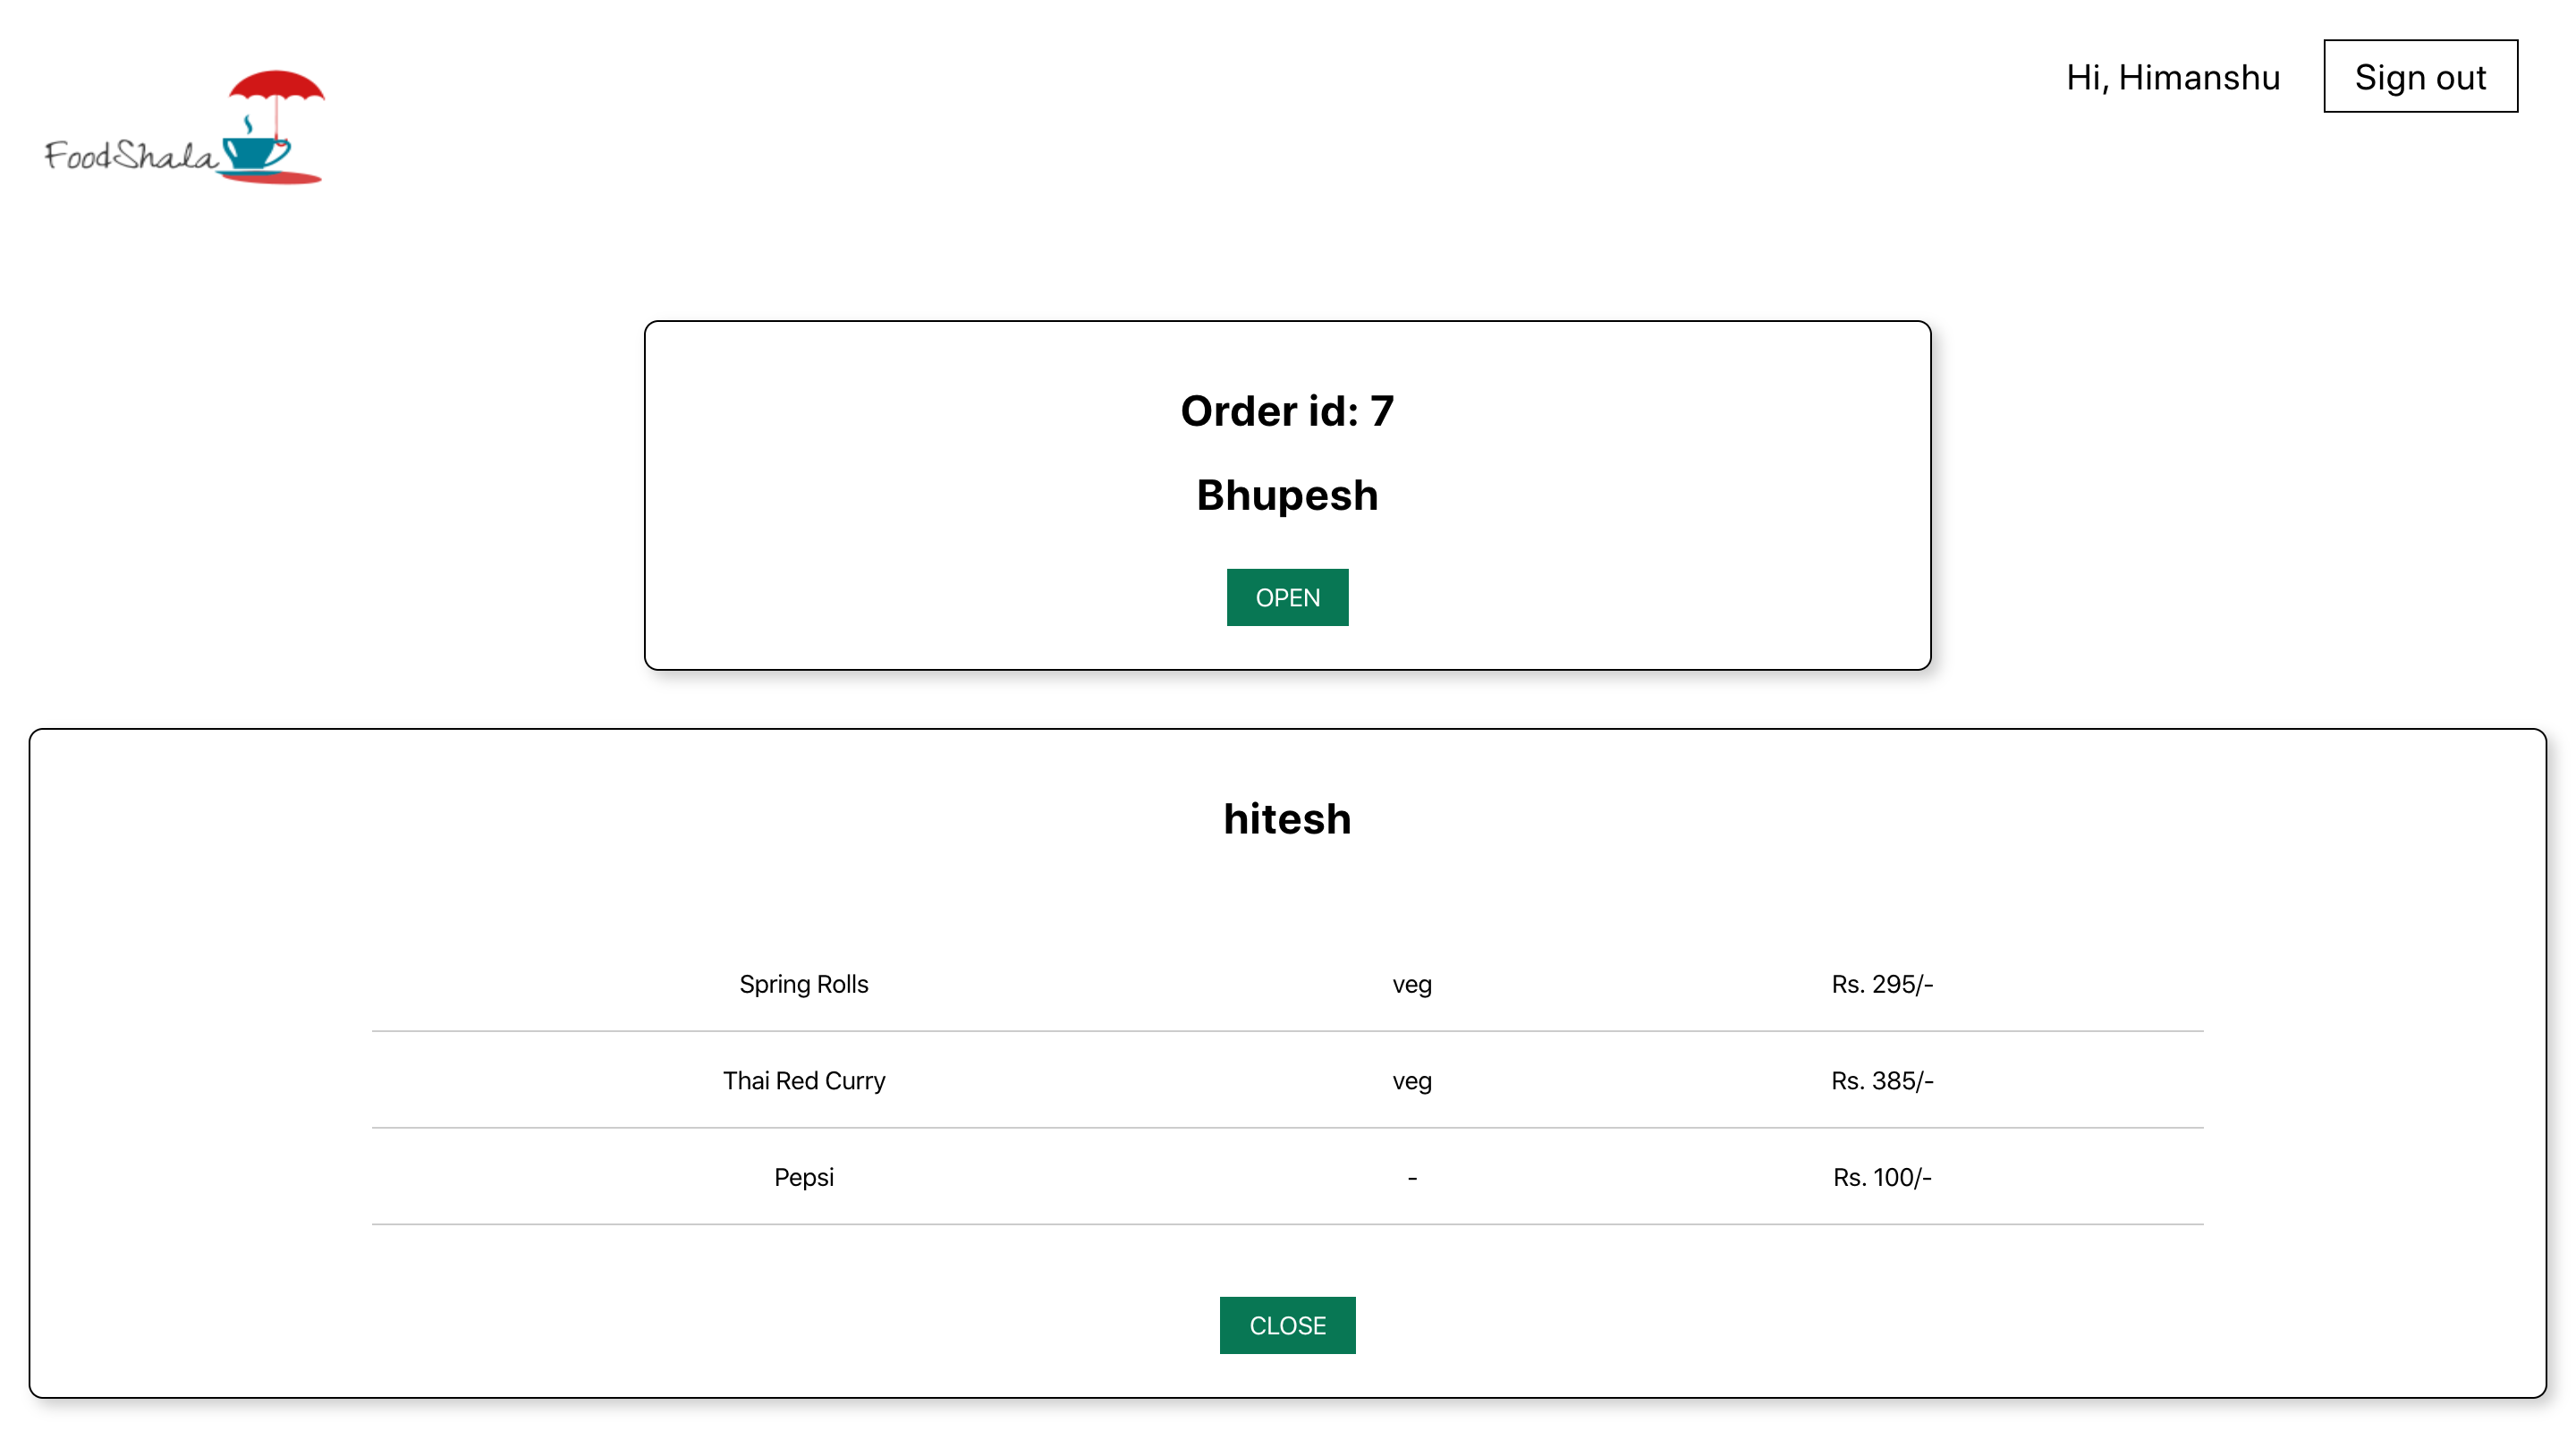 Hi, Himanshu Sign out
FoodShala
Order id: 7
Bhupesh
OPEN
hitesh
Spring Rolls veg Rs. 295/-
Thai Red Curry veg Rs. 385/-
Pepsi - Rs. 100/-
CLOSE